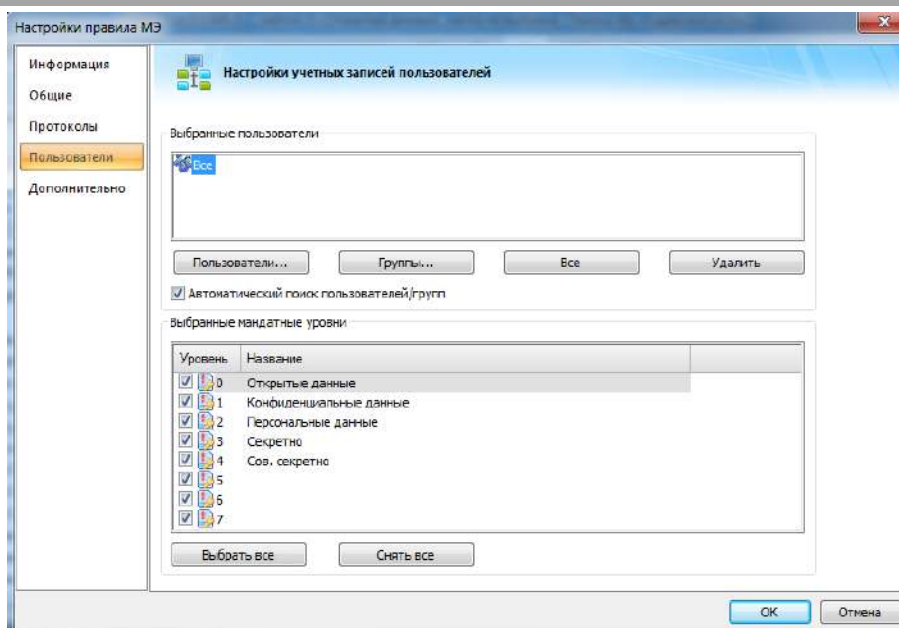 Настройки правила МЭ
Информация
Общие
Протоколы
Пользователи
Дополнительно
Настройки учетных записей пользователей
Выбранные пользователи
Все
Пользователи...
Группы...
Все
Удалить
Автоматический поиск пользователей/групп
Выбранные мандатные уровни
Уровень Название
0 Открытые данные
1 Конфиденциальные данные
2 Персональные данные
3 Секретно
4 Сов. секретно
5
6
7
Выбрать все
Снять все
OK
Отмена